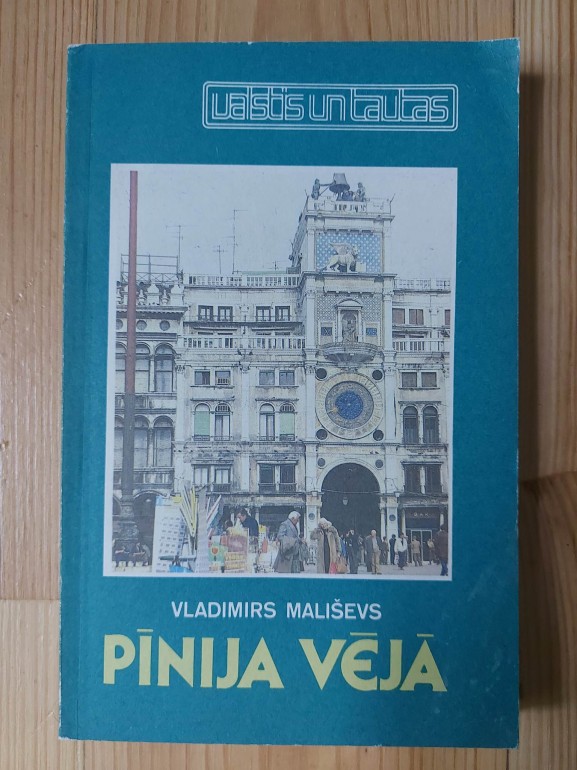 valstis un tautas
VLADIMIRS MALIŠEVS
PĪNIJA VĒJĀ